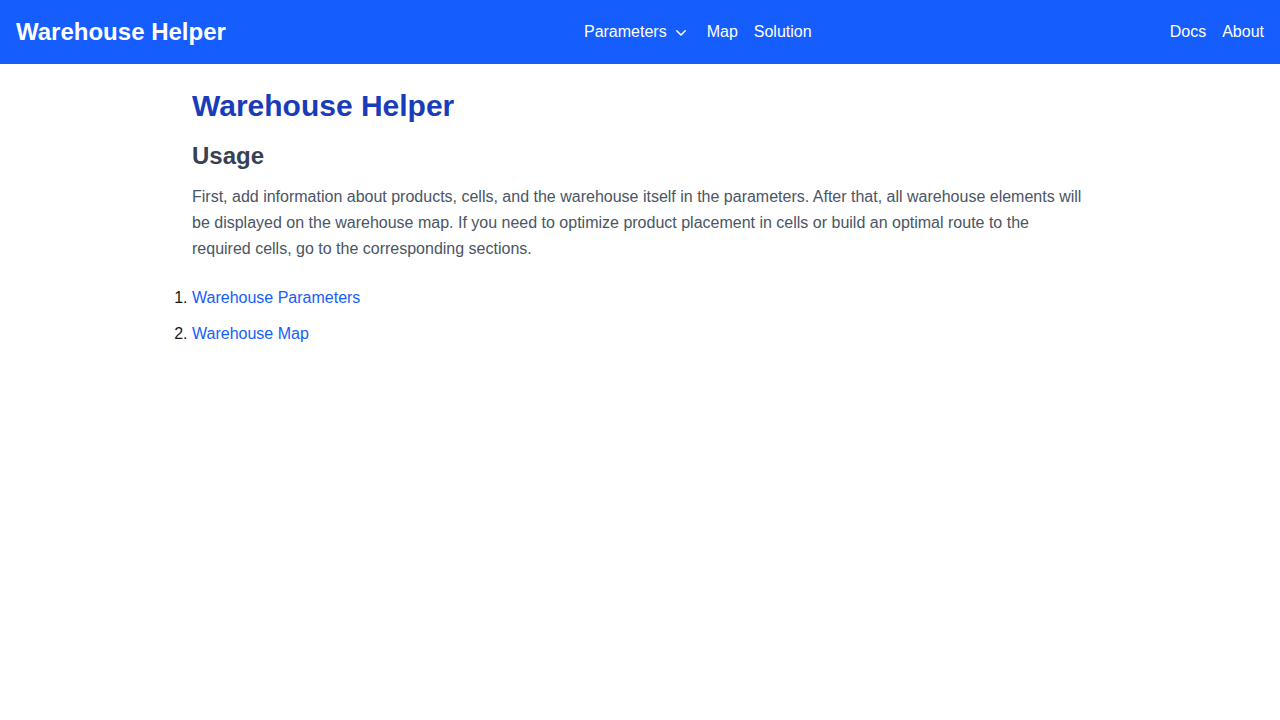 Warehouse Helper
Parameters
Map
Solution
Docs
About
Warehouse Helper
Usage
First, add information about products, cells, and the warehouse itself in the parameters. After that, all warehouse elements will
be displayed on the warehouse map. If you need to optimize product placement in cells or build an optimal route to the
required cells, go to the corresponding sections.
1. Warehouse Parameters
2. Warehouse Map